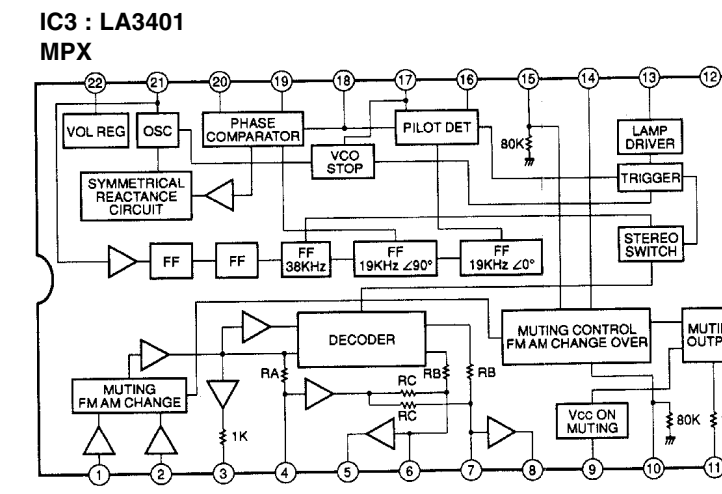 IC3 : LA3401
MPX
22 21 20 19 18 17 16 15 14 13 12
VOL REG
OSC
PHASE
COMPARATOR
PILOT DET
80K
LAMP
DRIVER
VCO
STOP
TRIGGER
SYMMETRICAL
REACTANCE
CIRCUIT
STEREO
SWITCH
FF
FF
FF
38KHz
FF
19KHz ∠90°
FF
19KHz ∠0°
DECODER
MUTING CONTROL
FM AM CHANGE OVER
MUTI
OUTP
RA
RB
RB
RC
RC
MUTING
FM AM CHANGE
1K
Vcc ON
MUTING
80K
1 2 3 4 5 6 7 8 9 10 11